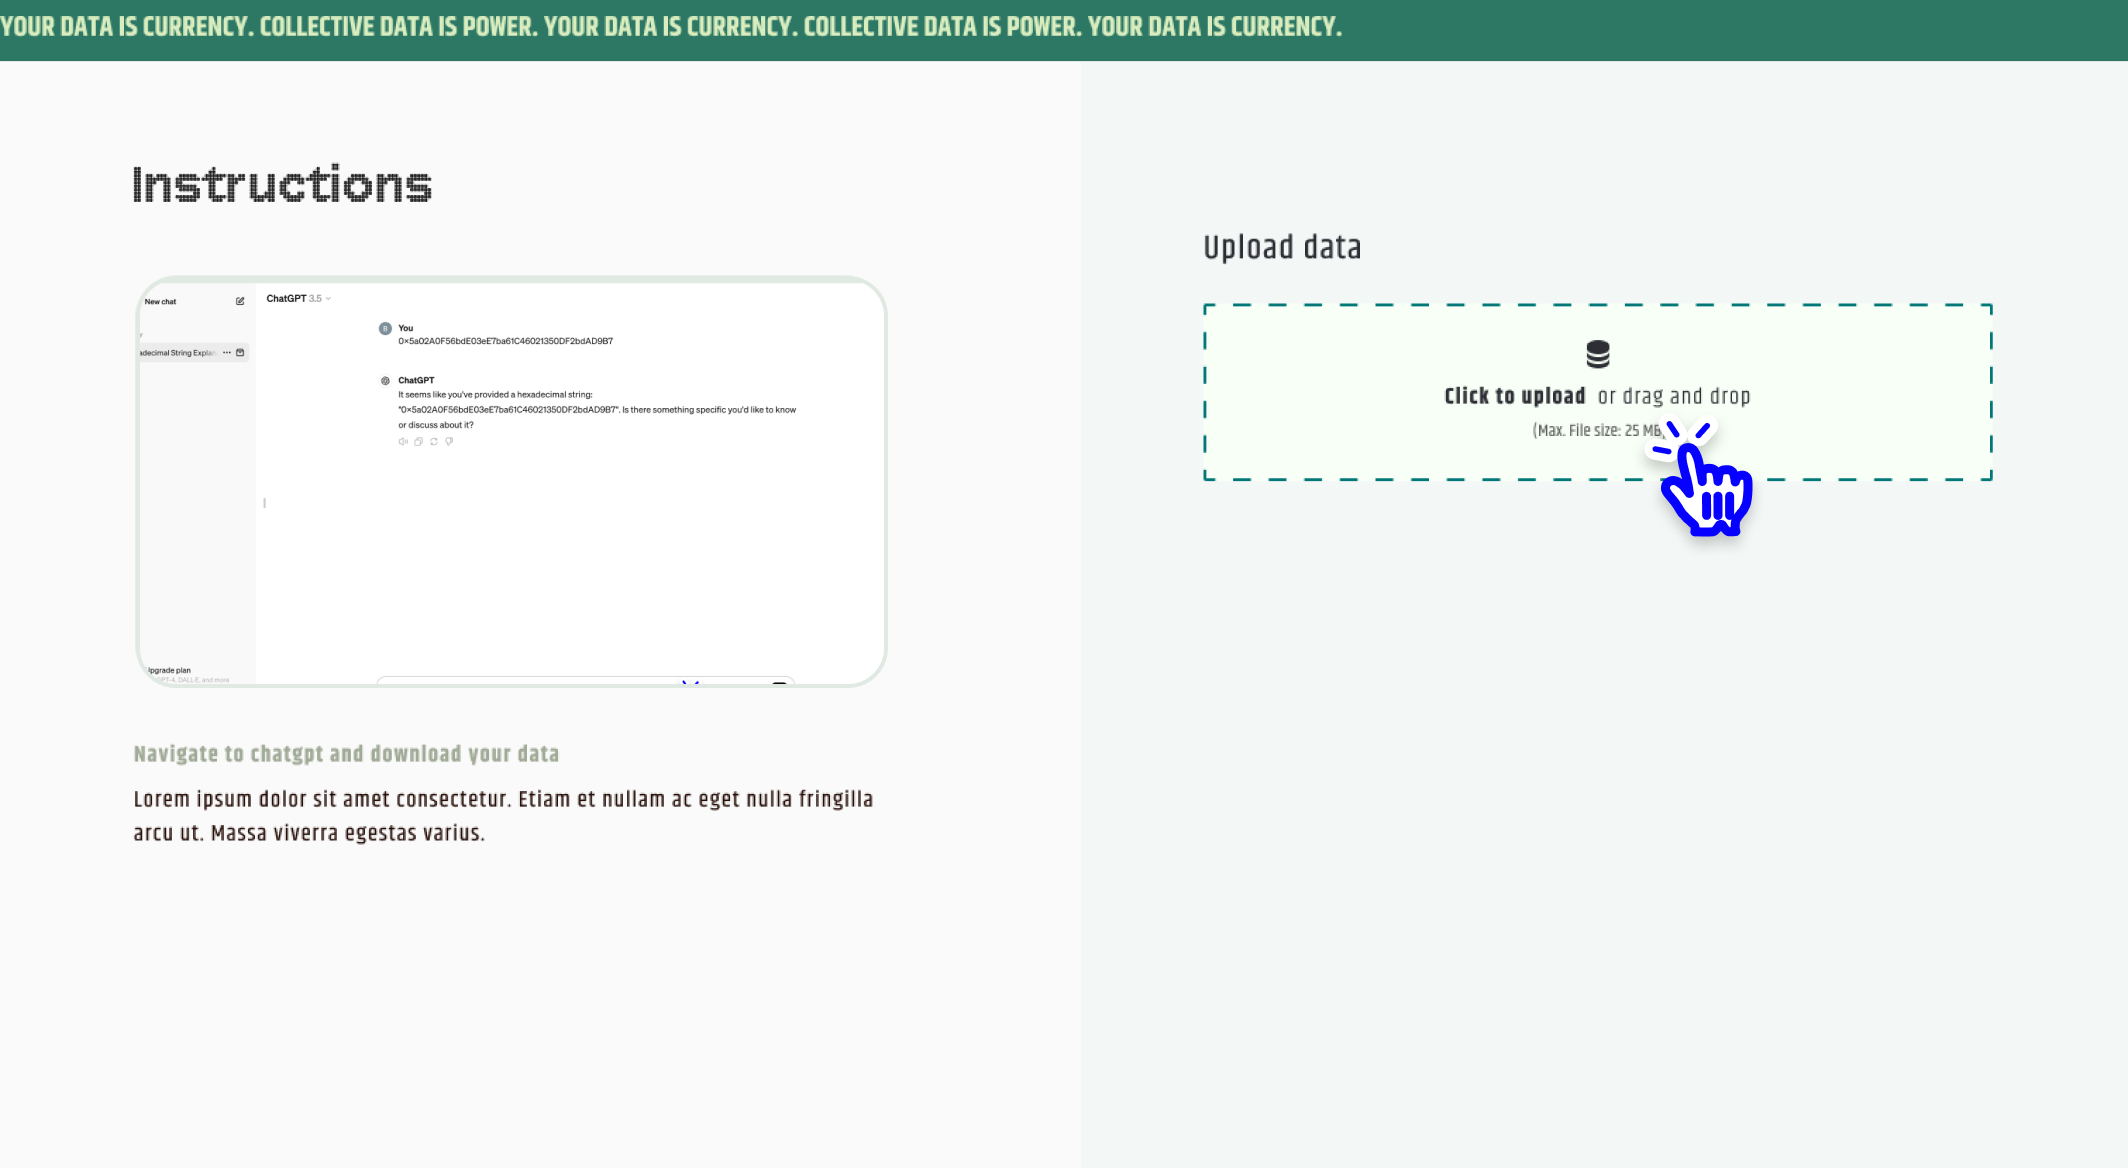 YOUR DATA IS CURRENCY. COLLECTIVE DATA IS POWER. YOUR DATA IS CURRENCY. COLLECTIVE DATA IS POWER. YOUR DATA IS CURRENCY.
Instructions
New chat
adecimal String Explan
ChatGPT 3.5
You
0x5a02A0F56bdE03eE7ba61C46021350DF2bdAD9B7
ChatGPT
It seems like you've provided a hexadecimal string:
"0x5a02A0F56bdE03eE7ba61C46021350DF2bdAD9B7". Is there something specific you'd like to know
or discuss about it?
Upgrade plan
GPT-4, DALL·E, and more
Navigate to chatgpt and download your data
Lorem ipsum dolor sit amet consectetur. Etiam et nullam ac eget nulla fringilla
arcu ut. Massa viverra egestas varius.
Upload data
Click to upload or drag and drop
(Max. File size: 25 MB